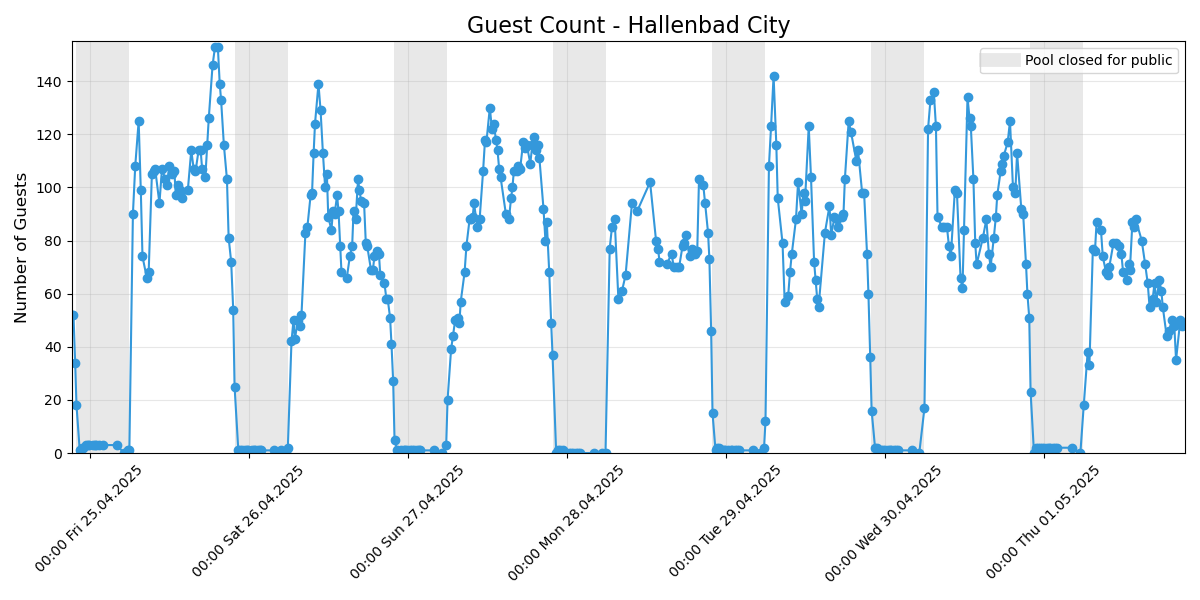 Guest Count - Hallenbad City
Pool closed for public
Number of Guests
140
120
100
80
60
40
20
0
00:00 Fri 25.04.2025
00:00 Sat 26.04.2025
00:00 Sun 27.04.2025
00:00 Mon 28.04.2025
00:00 Tue 29.04.2025
00:00 Wed 30.04.2025
00:00 Thu 01.05.2025